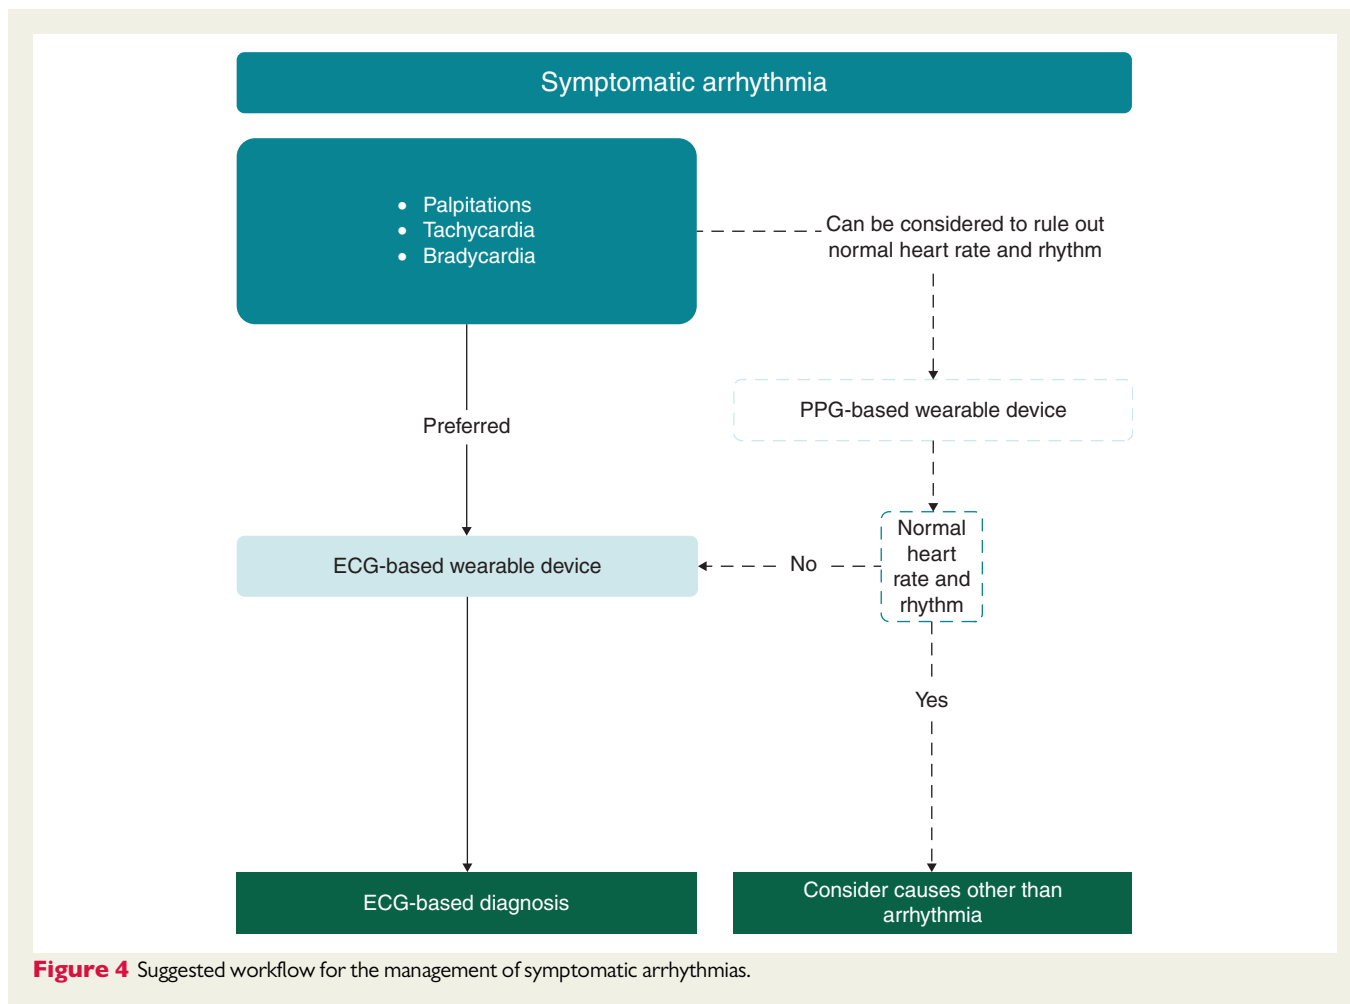 Symptomatic arrhythmia
• Palpitations
• Tachycardia
• Bradycardia
Can be considered to rule out
normal heart rate and rhythm
Preferred
PPG-based wearable device
Normal
heart
rate and
rhythm
ECG-based wearable device
No
Yes
ECG-based diagnosis
Consider causes other than
arrhythmia
Figure 4 Suggested workflow for the management of symptomatic arrhythmias.